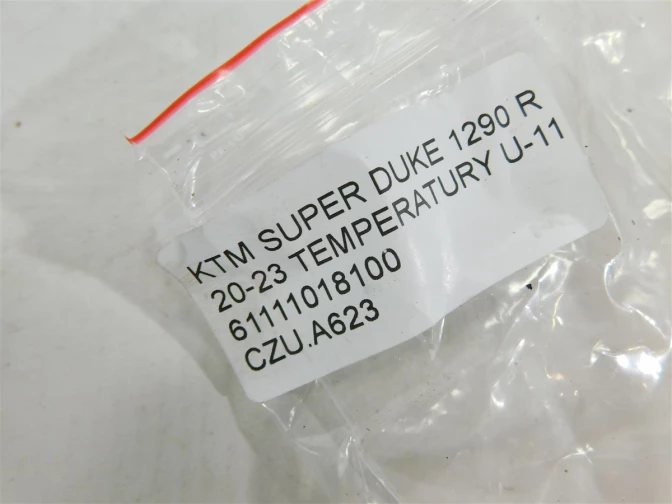 KTM SUPER DUKE 1290 R
20-23 TEMPERATURY U-11
61111018100
CZU.A623